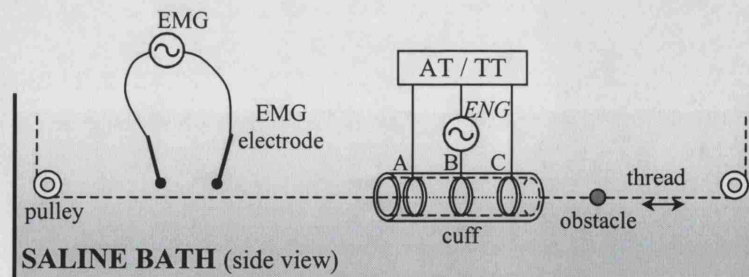 EMG
AT / TT
ENG
EMG
electrode
A B C
thread
pulley
obstacle
cuff
SALINE BATH (side view)